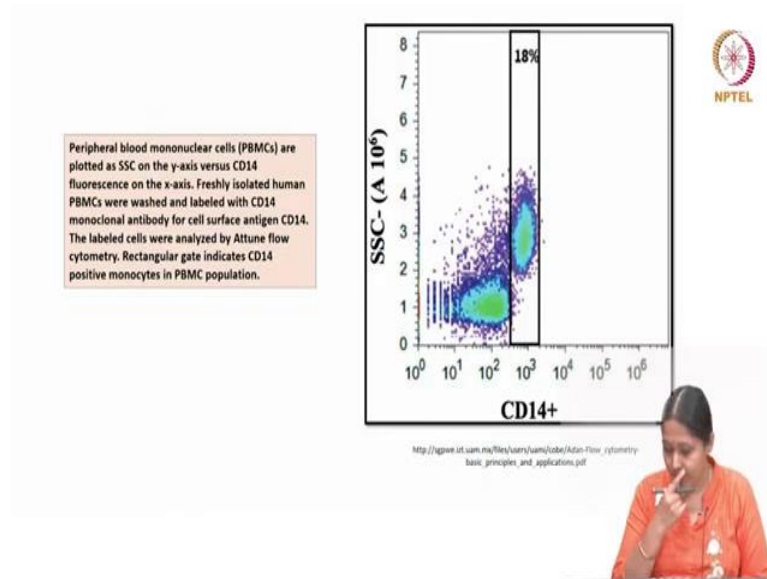 NPTEL
Peripheral blood mononuclear cells (PBMCs) are
plotted as SSC on the y-axis versus CD14
fluorescence on the x-axis. Freshly isolated human
PBMCs were washed and labeled with CD14
monoclonal antibody for cell surface antigen CD14.
The labeled cells were analyzed by Attune flow
cytometry. Rectangular gate indicates CD14
positive monocytes in PBMC population.
18%
SSC- (A 10⁶)
8
7
6
5
4
3
2
1
0
10⁰ 10¹ 10² 10³ 10⁴ 10⁵ 10⁶
CD14+
basic_principles_and_applications.pdf